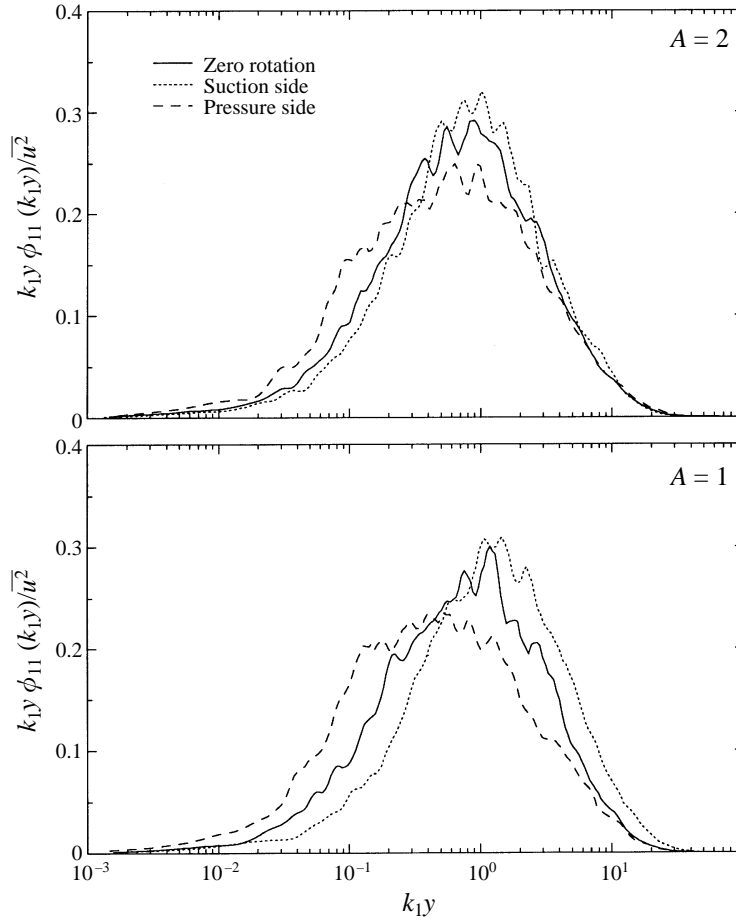 0.4
A = 2
Zero rotation
Suction side
Pressure side
0.3
k₁y ϕ₁₁ (k₁y)/u̅²
0.2
0.1
0
0.4
A = 1
0.3
k₁y ϕ₁₁ (k₁y)/u̅²
0.2
0.1
0
10⁻³ 10⁻² 10⁻¹ 10⁰ 10¹
k₁y